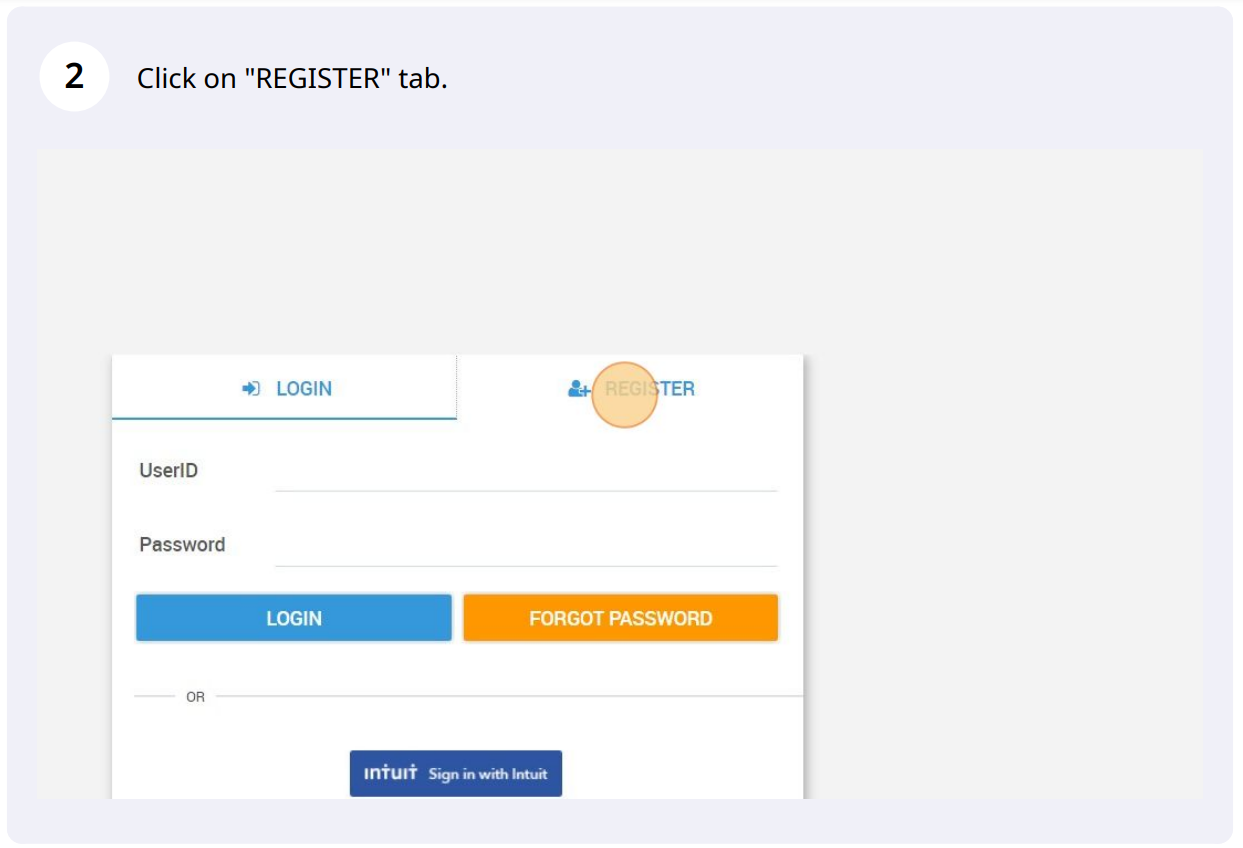 2
Click on "REGISTER" tab.
LOGIN
REGISTER
UserID
Password
LOGIN
FORGOT PASSWORD
OR
intuit Sign in with Intuit